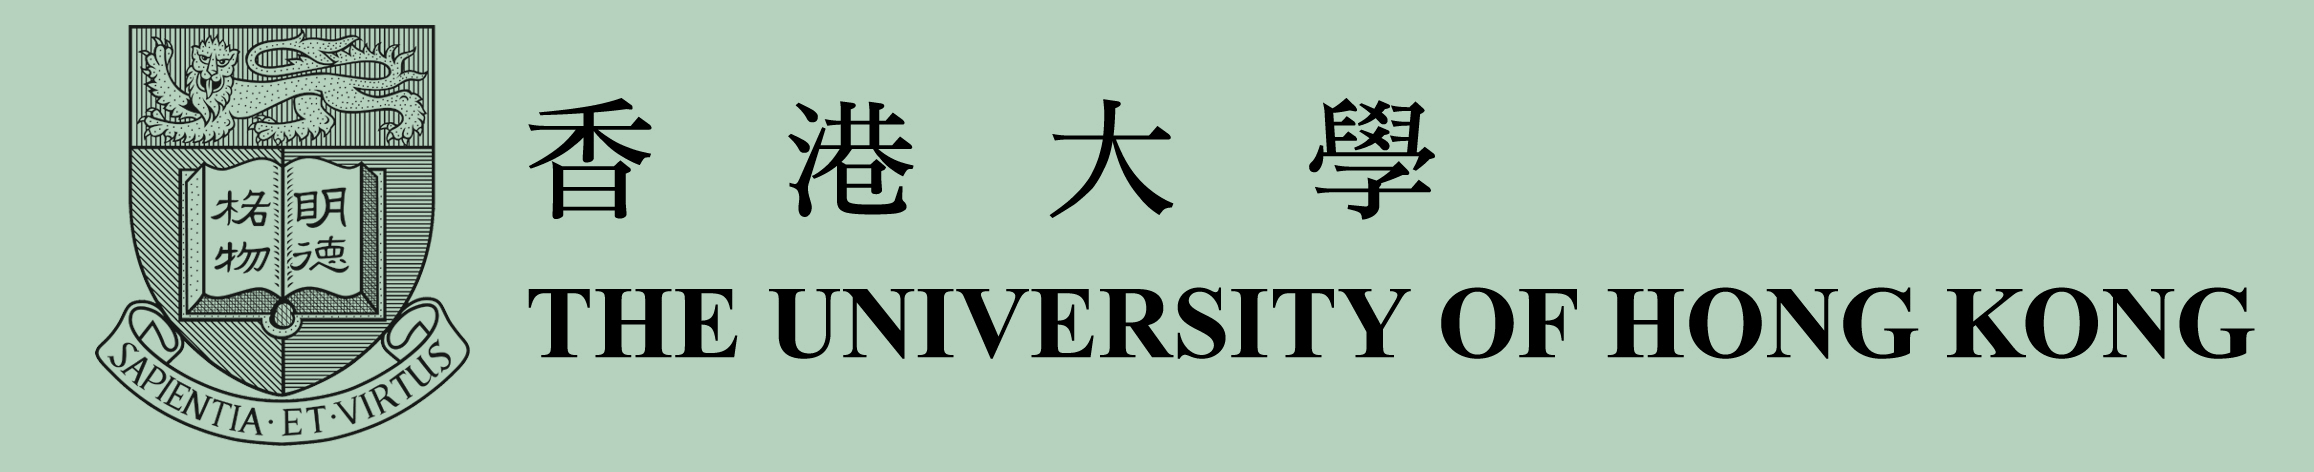 明德
格物
SAPIENTIA·ET·VIRTUS
香港大學
THE UNIVERSITY OF HONG KONG